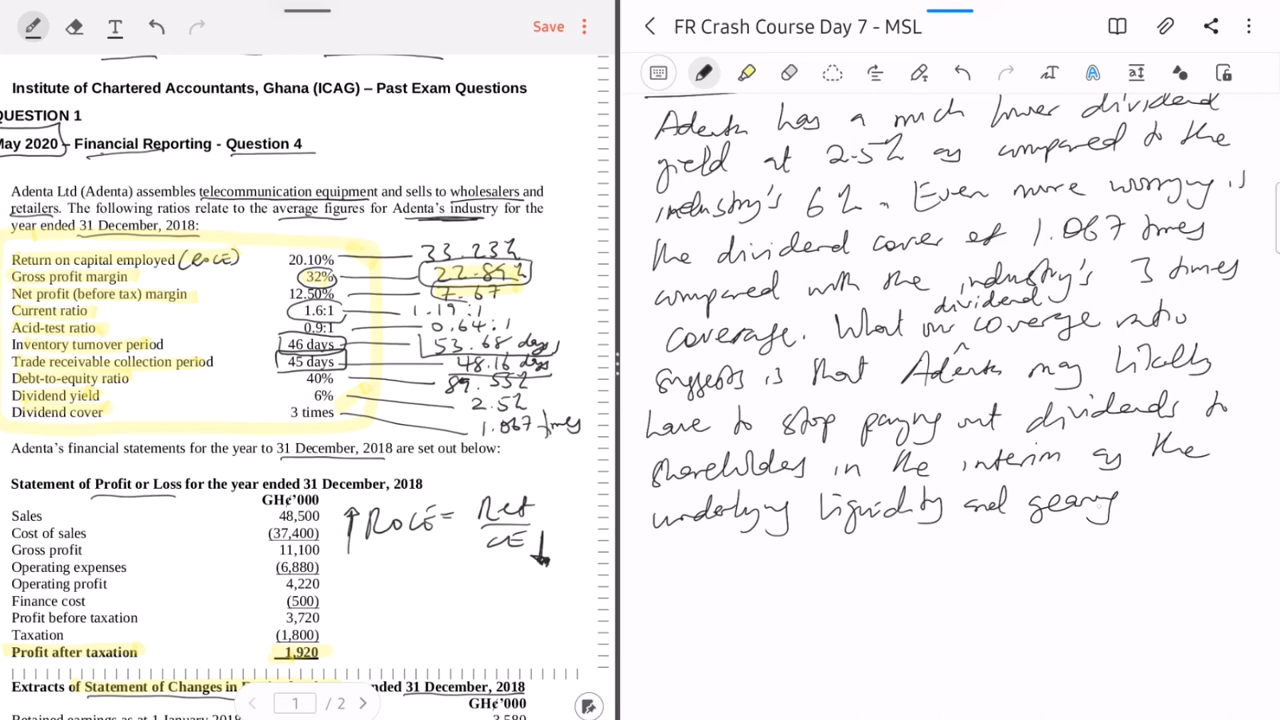 Save
Institute of Chartered Accountants, Ghana (ICAG) – Past Exam Questions
QUESTION 1
May 2020 - Financial Reporting - Question 4
Adenta Ltd (Adenta) assembles telecommunication equipment and sells to wholesalers and
retailers. The following ratios relate to the average figures for Adenta's industry for the
year ended 31 December, 2018:
Return on capital employed (ROCE) 20.10% 33.23%
Gross profit margin 32% 22.89%
Net profit (before tax) margin 12.50% 7.67
Current ratio 1.6:1 1.19:1
Acid-test ratio 0.9:1 0.64:1
Inventory turnover period 46 days 53.68 days
Trade receivable collection period 45 days 48.16 days
Debt-to-equity ratio 40% 89.55%
Dividend yield 6% 2.5%
Dividend cover 3 times 1.067 times
Adenta's financial statements for the year to 31 December, 2018 are set out below:
Statement of Profit or Loss for the year ended 31 December, 2018
GH¢'000
Sales 48,500
Cost of sales (37,400)
Gross profit 11,100
Operating expenses (6,880)
Operating profit 4,220
Finance cost (500)
Profit before taxation 3,720
Taxation (1,800)
Profit after taxation 1,920
↑ ROCE = Ret
CE ↓
Extracts of Statement of Changes in nded 31 December, 2018
GH¢'000
1 / 2
FR Crash Course Day 7 - MSL
Adenta has a much lower dividend
yield at 2.5% as compared to the
industry's 6%. Even more worrying is
the dividend cover of 1.067 times
compared with the industry's 3 times
dividend
coverage. What our coverage ratio
suggests is that Adenta may likely
have to stop paying out dividends to
shareholders in the interim as the
underlying liquidity and gearing